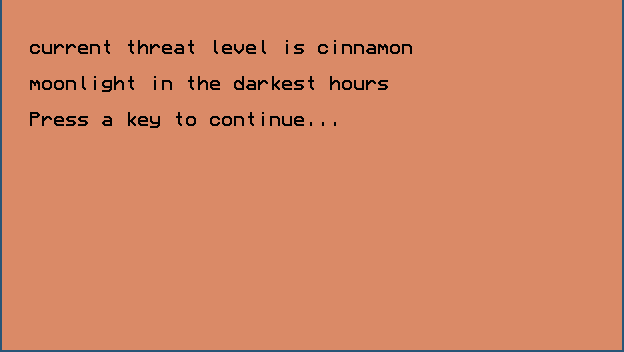 current threat level is cinnamon
moonlight in the darkest hours
Press a key to continue...